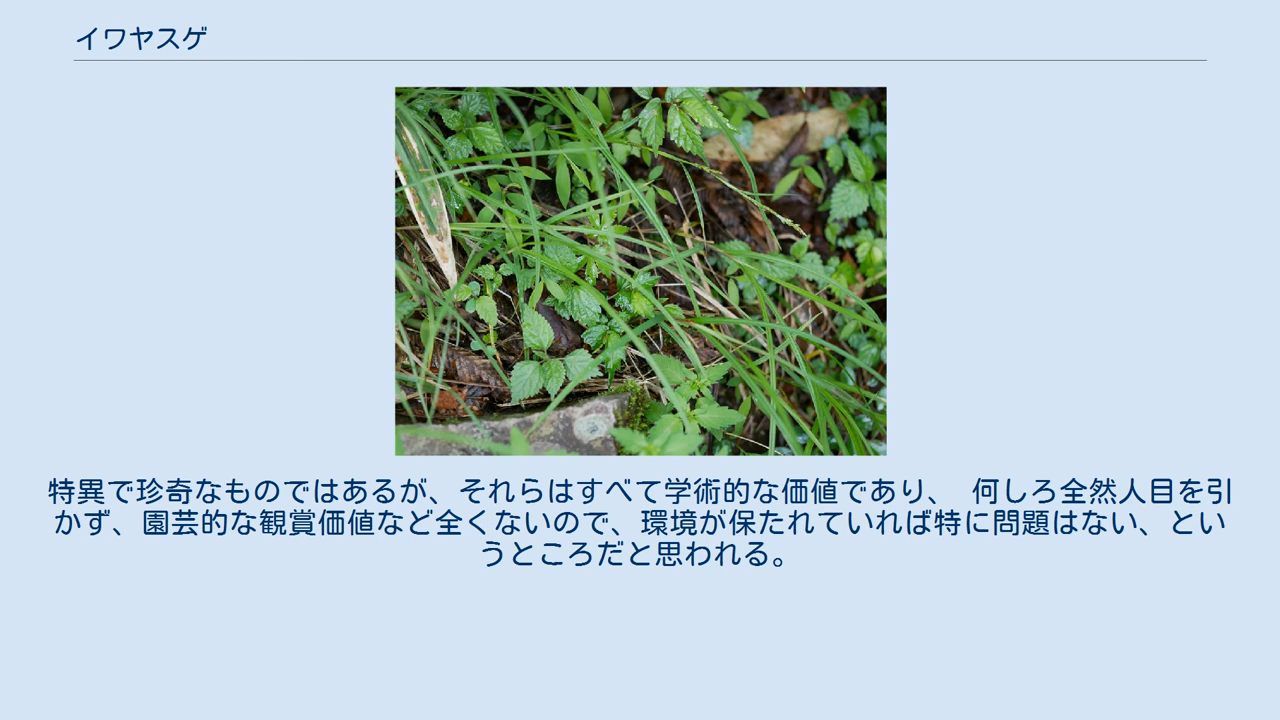 イワヤスゲ
特異で珍奇なものではあるが、それらはすべて学術的な価値であり、 何しろ全然人目を引
かず、園芸的な観賞価値など全くないので、環境が保たれていれば特に問題はない、とい
うところだと思われる。